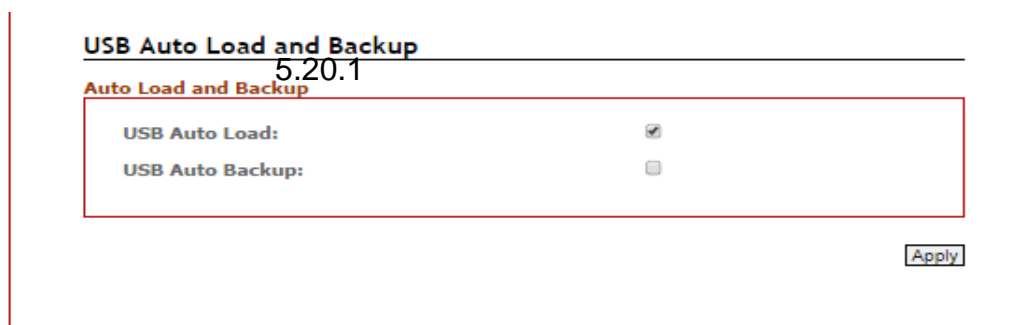 USB Auto Load and Backup
5.20.1
Auto Load and Backup
USB Auto Load:
USB Auto Backup:
Apply